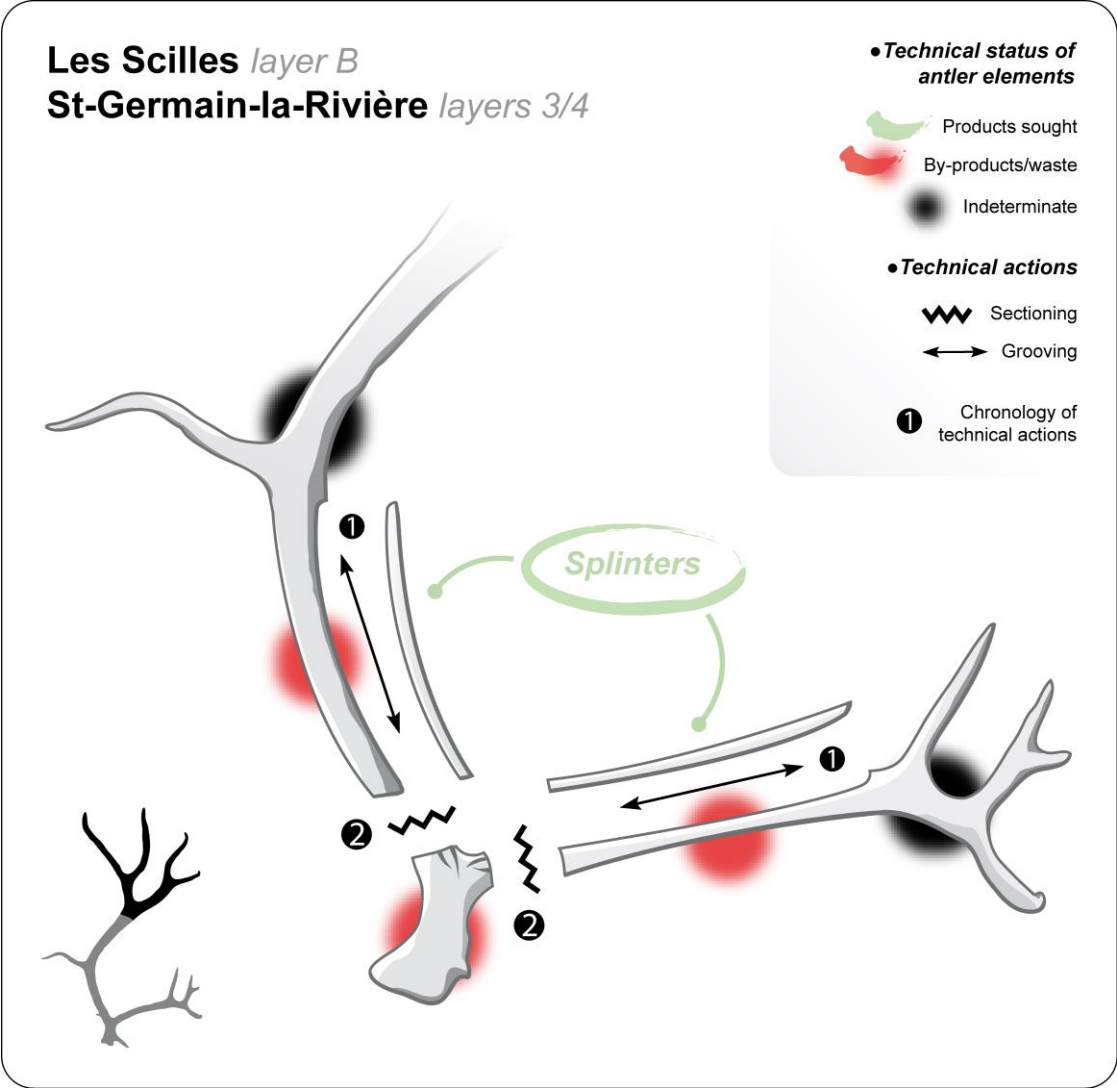 Les Scilles layer B
St-Germain-la-Rivière layers 3/4
•Technical status of
antler elements
Products sought
By-products/waste
Indeterminate
•Technical actions
Sectioning
Grooving
1 Chronology of
technical actions
1
Splinters
1
2
2